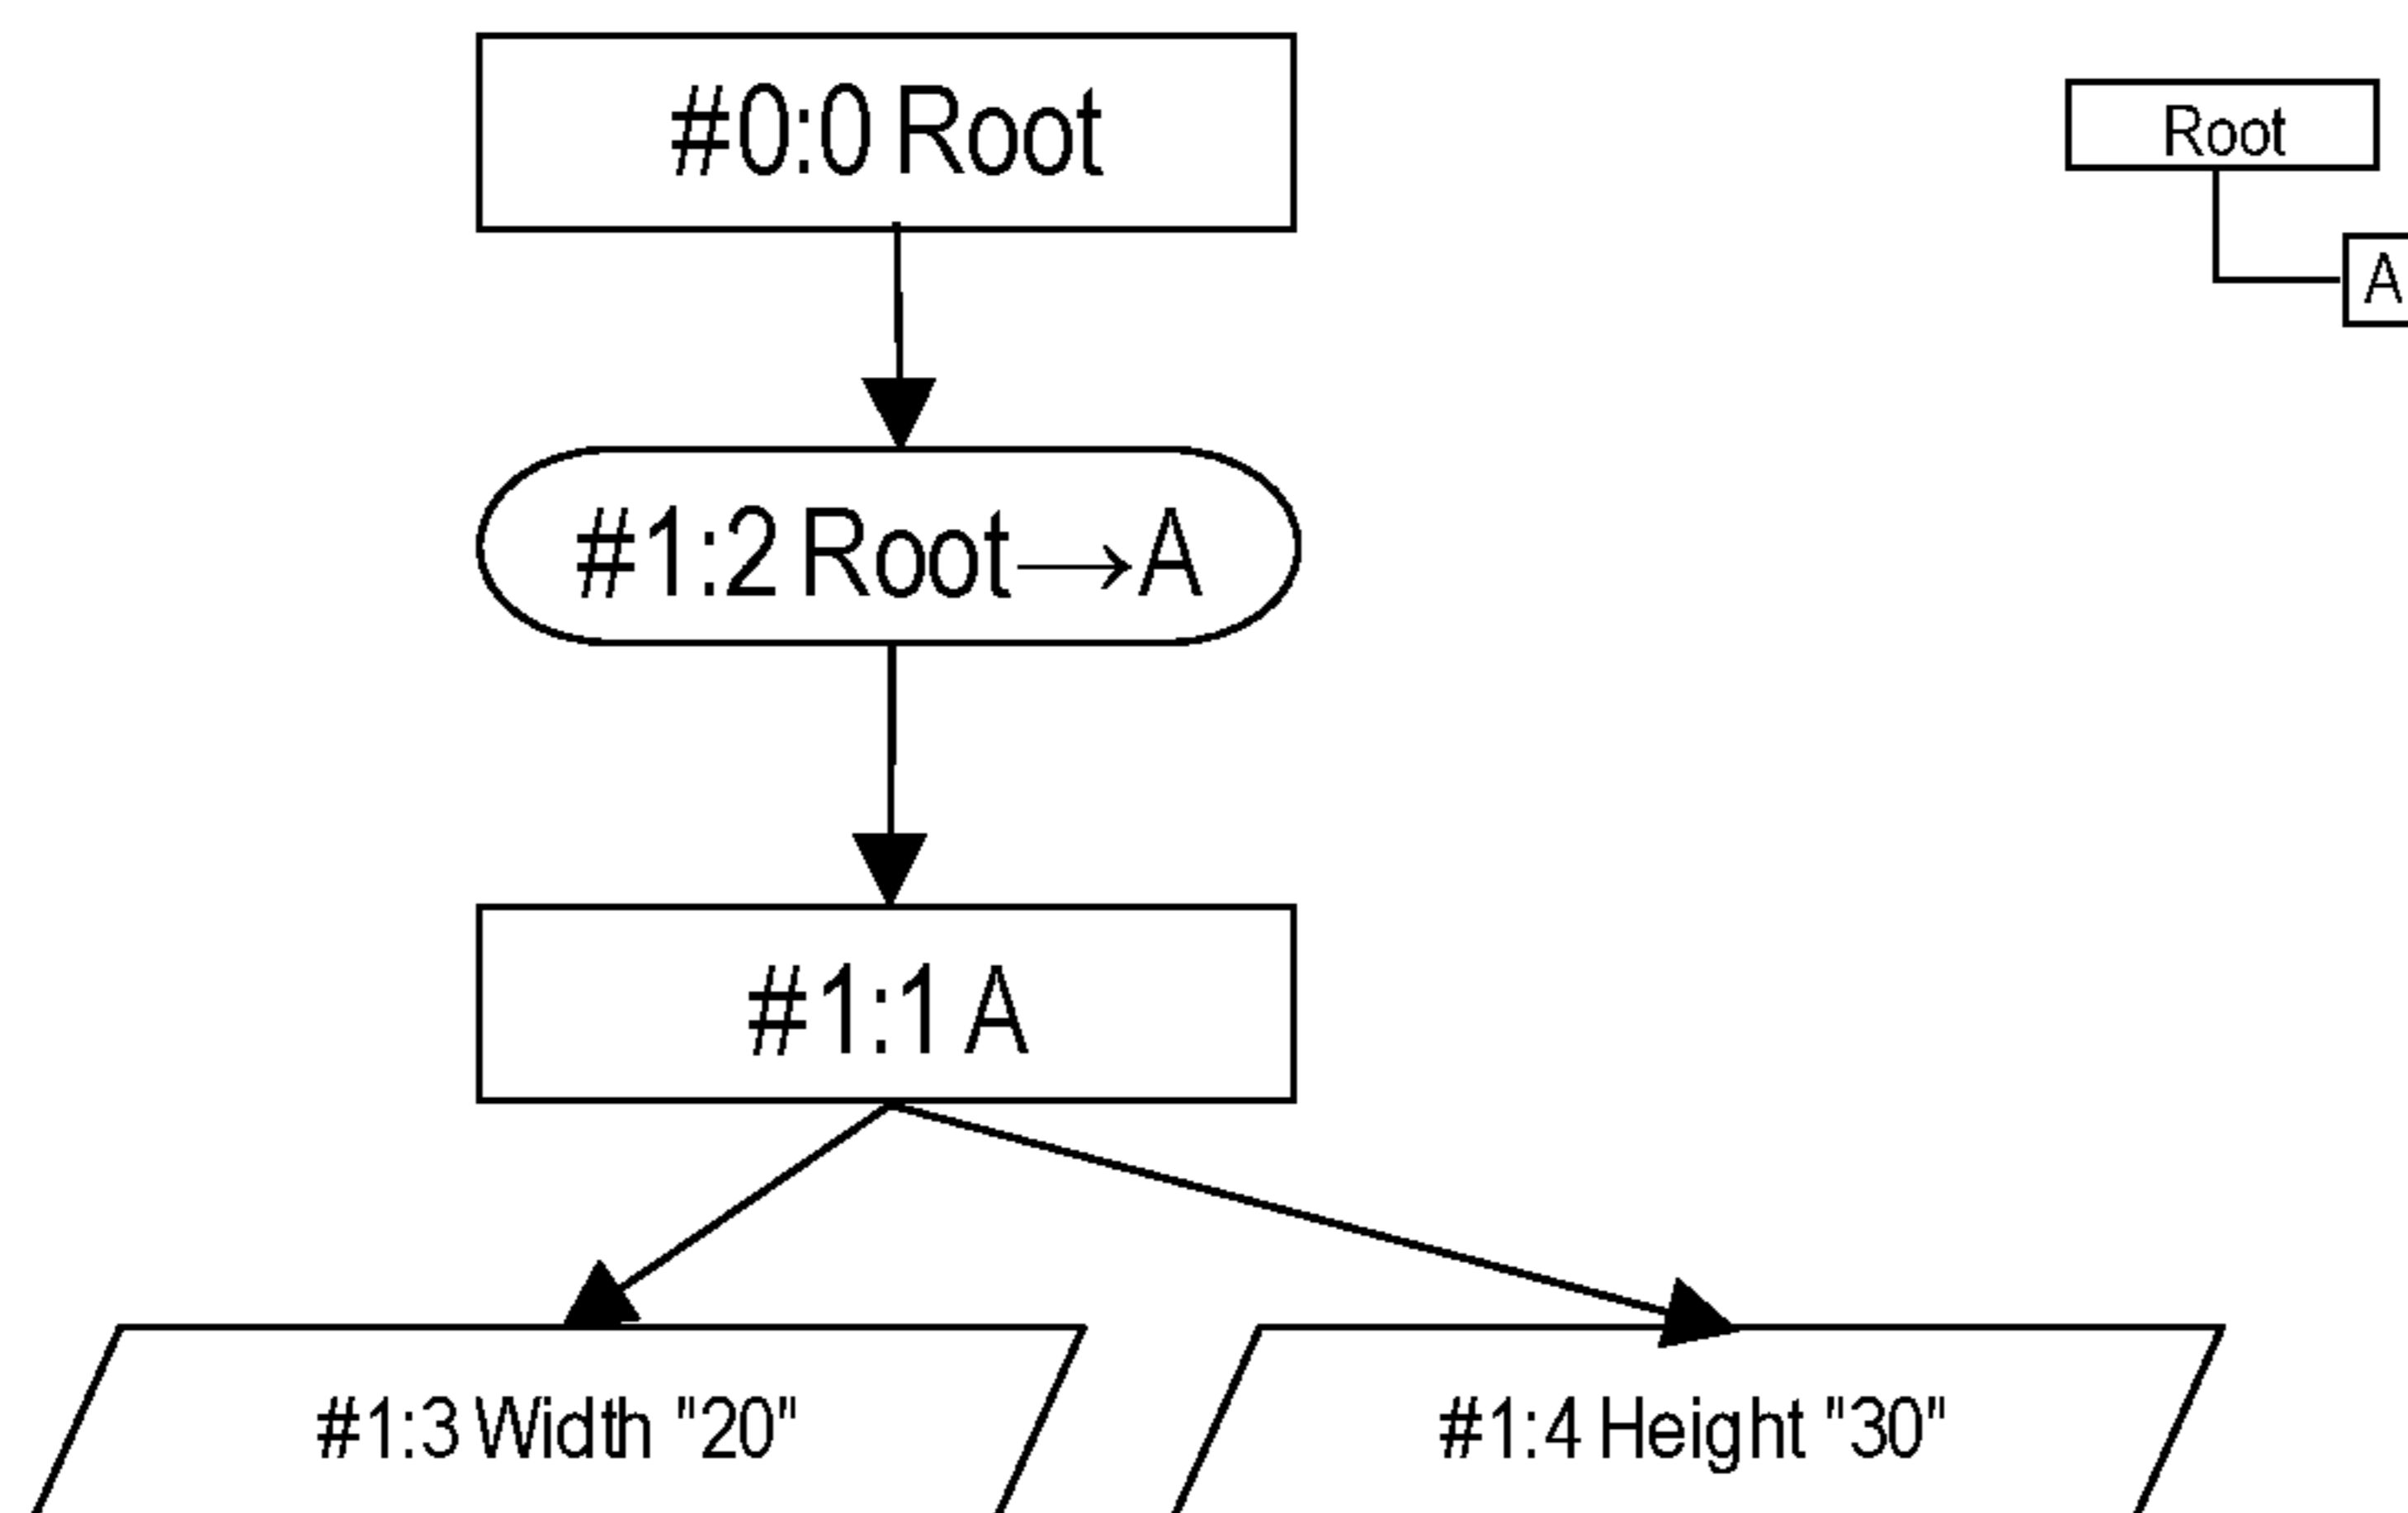 #0:0 Root
Root
A
#1:2 Root→A
#1:1 A
#1:3 Width "20"
#1:4 Height "30"